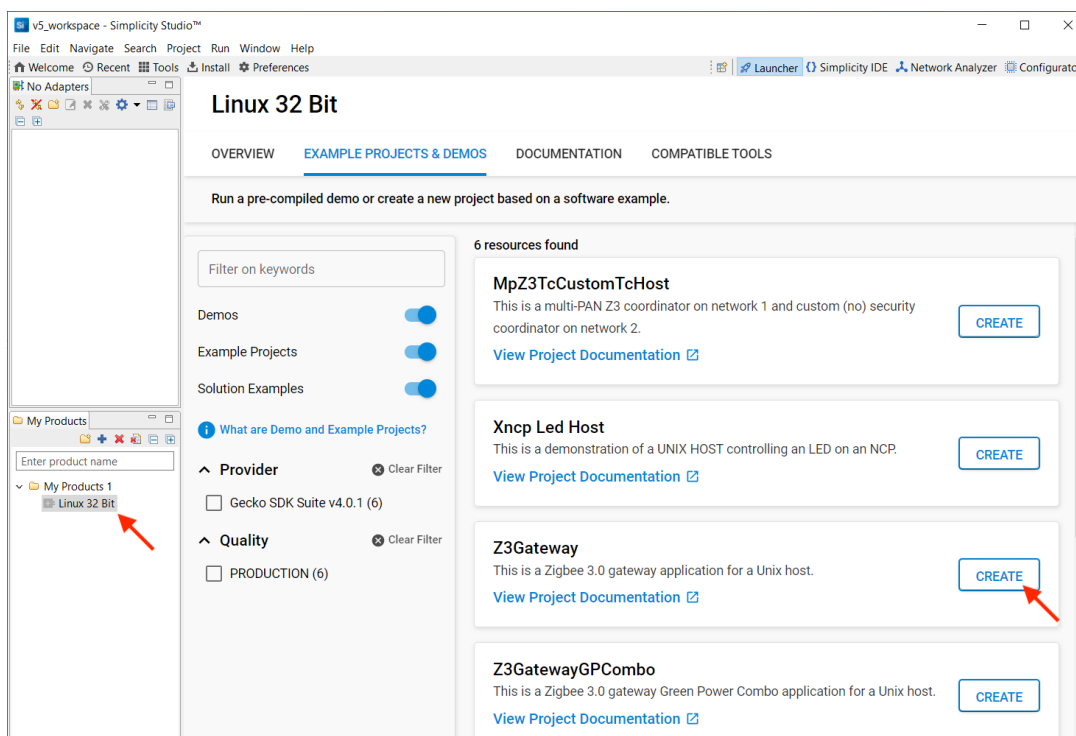 v5_workspace - Simplicity Studio™
File Edit Navigate Search Project Run Window Help
Welcome Recent Tools Install Preferences
Launcher Simplicity IDE Network Analyzer Configurato
No Adapters
Linux 32 Bit
OVERVIEW EXAMPLE PROJECTS & DEMOS DOCUMENTATION COMPATIBLE TOOLS
Run a pre-compiled demo or create a new project based on a software example.
Filter on keywords
Demos
Example Projects
Solution Examples
What are Demo and Example Projects?
Provider Clear Filter
Gecko SDK Suite v4.0.1 (6)
Quality Clear Filter
PRODUCTION (6)
6 resources found
MpZ3TcCustomTcHost
This is a multi-PAN Z3 coordinator on network 1 and custom (no) security
coordinator on network 2.
View Project Documentation
CREATE
Xncp Led Host
This is a demonstration of a UNIX HOST controlling an LED on an NCP.
View Project Documentation
CREATE
Z3Gateway
This is a Zigbee 3.0 gateway application for a Unix host.
View Project Documentation
CREATE
Z3GatewayGPCombo
This is a Zigbee 3.0 gateway Green Power Combo application for a Unix host.
View Project Documentation
CREATE
My Products
Enter product name
My Products 1
Linux 32 Bit